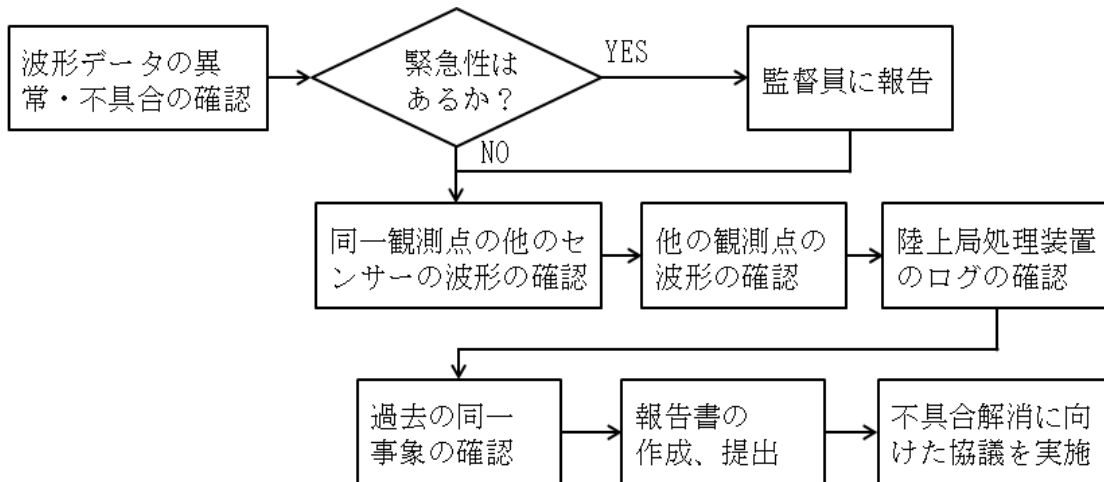 波形データの異
常・不具合の確認
緊急性は
あるか？
YES
監督員に報告
NO
同一観測点の他のセ
ンサーの波形の確認
他の観測点の
波形の確認
陸上局処理装置
のログの確認
過去の同一
事象の確認
報告書の
作成、提出
不具合解消に向
けた協議を実施